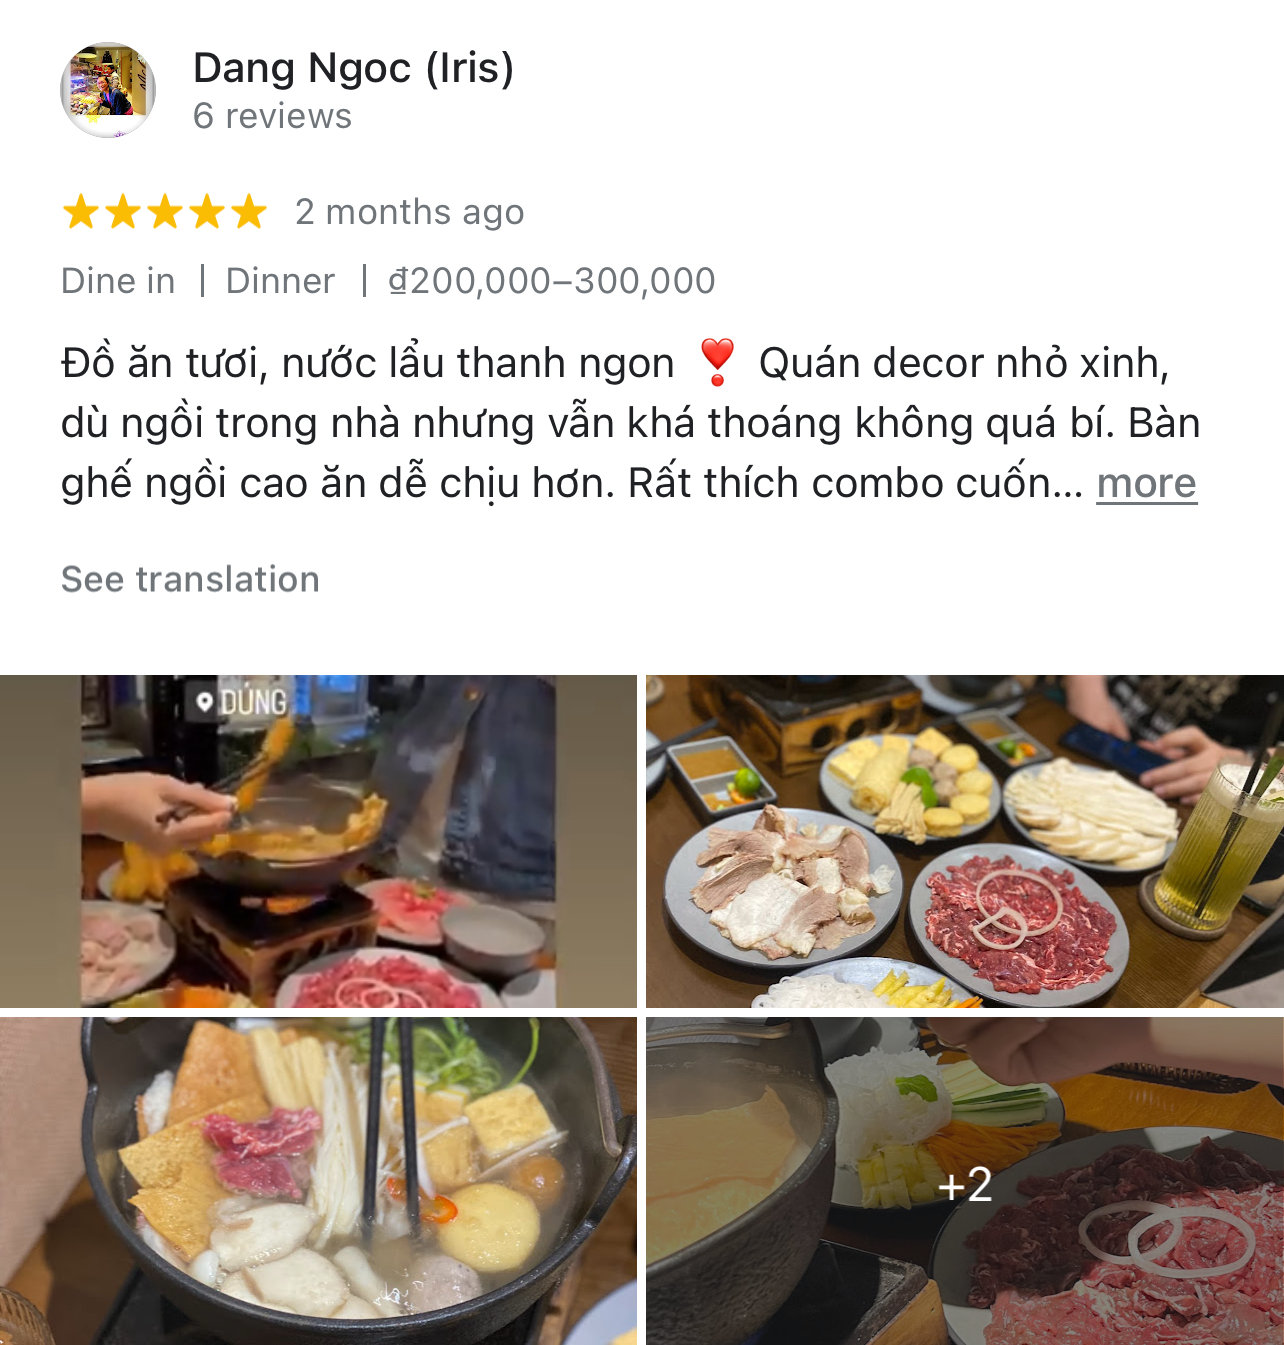 Dang Ngoc (Iris)
6 reviews
2 months ago
Dine in | Dinner | ₫200,000–300,000
Đồ ăn tươi, nước lẩu thanh ngon ❣️ Quán decor nhỏ xinh,
dù ngồi trong nhà nhưng vẫn khá thoáng không quá bí. Bàn
ghế ngồi cao ăn dễ chịu hơn. Rất thích combo cuốn... more
See translation
DÚNG
+2